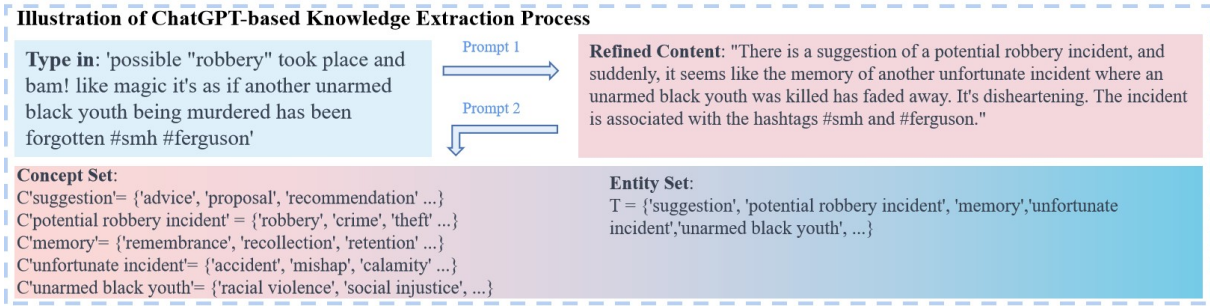 Illustration of ChatGPT-based Knowledge Extraction Process
Type in: 'possible "robbery" took place and
bam! like magic it's as if another unarmed
black youth being murdered has been
forgotten #smh #ferguson'
Prompt 1
Prompt 2
Refined Content: "There is a suggestion of a potential robbery incident, and
suddenly, it seems like the memory of another unfortunate incident where an
unarmed black youth was killed has faded away. It's disheartening. The incident
is associated with the hashtags #smh and #ferguson."
Concept Set:
C'suggestion'= {'advice', 'proposal', 'recommendation' ...}
C'potential robbery incident' = {'robbery', 'crime', 'theft' ...}
C'memory'= {'remembrance', 'recollection', 'retention' ...}
C'unfortunate incident'= {'accident', 'mishap', 'calamity' ...}
C'unarmed black youth'= {'racial violence', 'social injustice', ...}
Entity Set:
T = {'suggestion', 'potential robbery incident', 'memory','unfortunate
incident','unarmed black youth', ...}